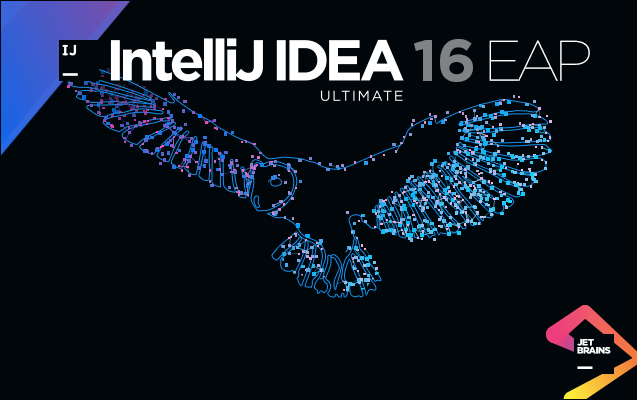 IJ
IntelliJ IDEA 16 EAP
ULTIMATE
JET
BRAINS